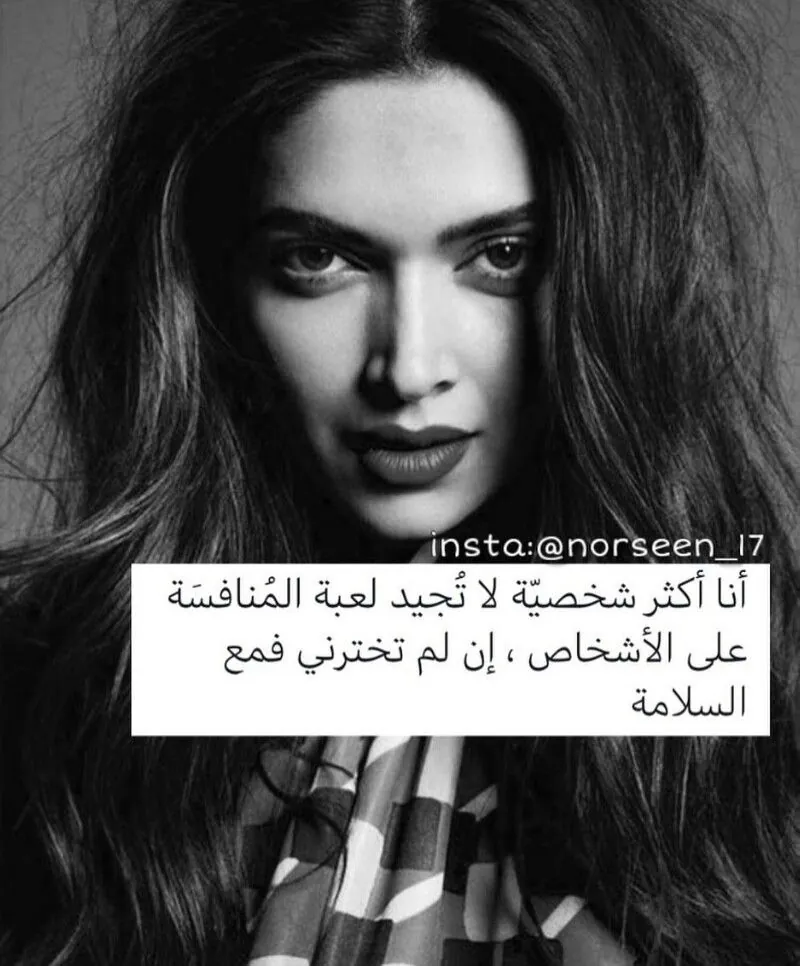 insta:@norseen_17
أنا أكثر شخصيّة لا تُجيد لعبة المُنافسَة
على الأشخاص ، إن لم تخترني فمع
السلامة